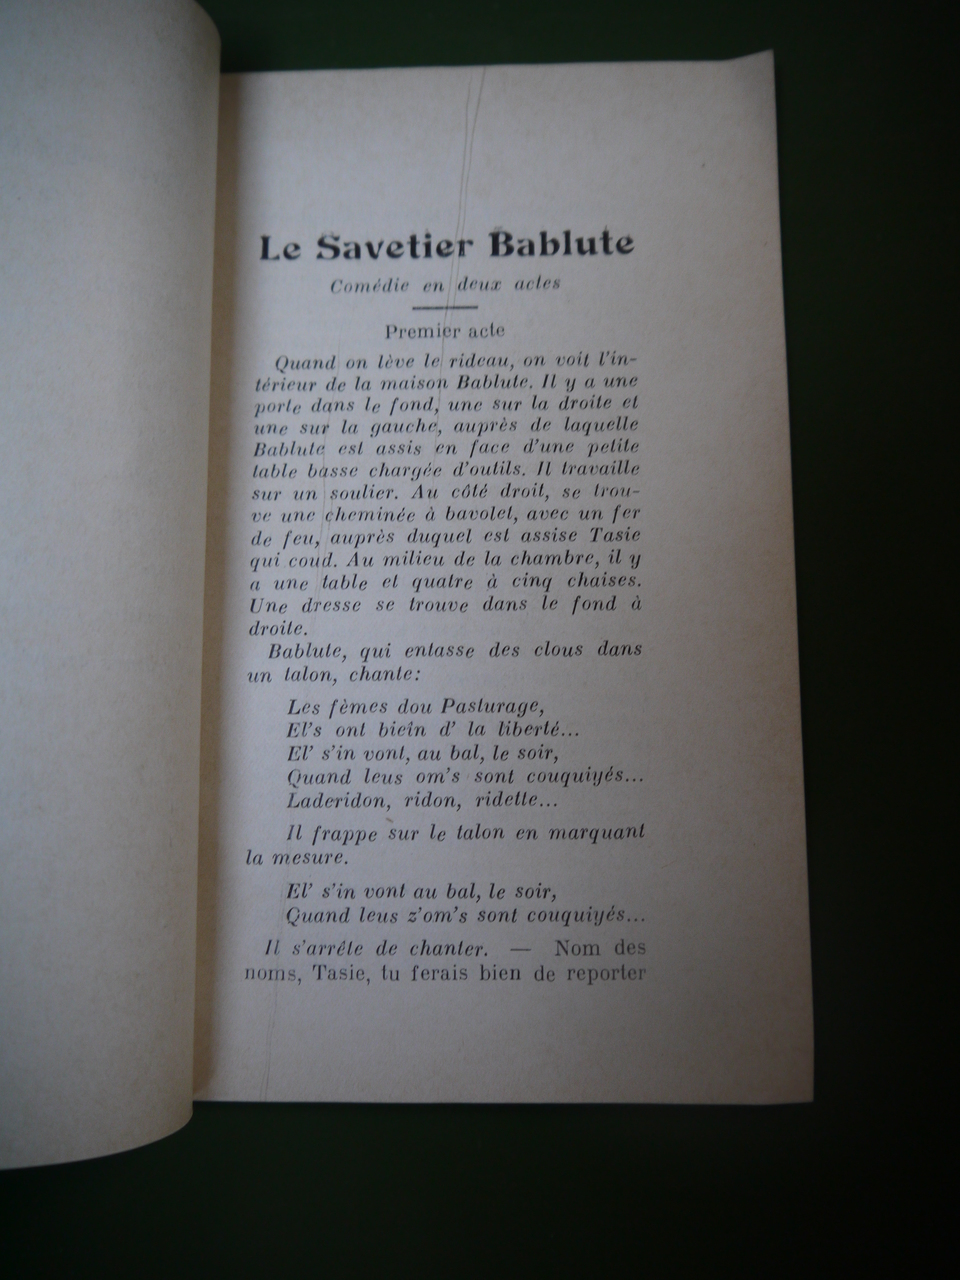 Le Savetier Bablute
Comédie en deux actes
Premier acte
Quand on lève le rideau, on voit l'in-
térieur de la maison Bablute. Il y a une
porte dans le fond, une sur la droite et
une sur la gauche, auprès de laquelle
Bablute est assis en face d'une petite
table basse chargée d'outils. Il travaille
sur un soulier. Au côté droit, se trou-
ve une cheminée à bavolet, avec un fer
de feu, auprès duquel est assise Tasie
qui coud. Au milieu de la chambre, il y
a une table et quatre à cinq chaises.
Une dresse se trouve dans le fond à
droite.
Bablute, qui entasse des clous dans
un talon, chante:
Les fèmes dou Pasturage,
El's ont bieîn d' la liberté...
El' s'in vont, au bal, le soir,
Quand leus om's sont couquiyés...
Laderidon, ridon, ridette...
Il frappe sur le talon en marquant
la mesure.
El' s'in vont au bal, le soir,
Quand leus z'om's sont couquiyés...
Il s'arrête de chanter. — Nom des
noms, Tasie, tu ferais bien de reporter